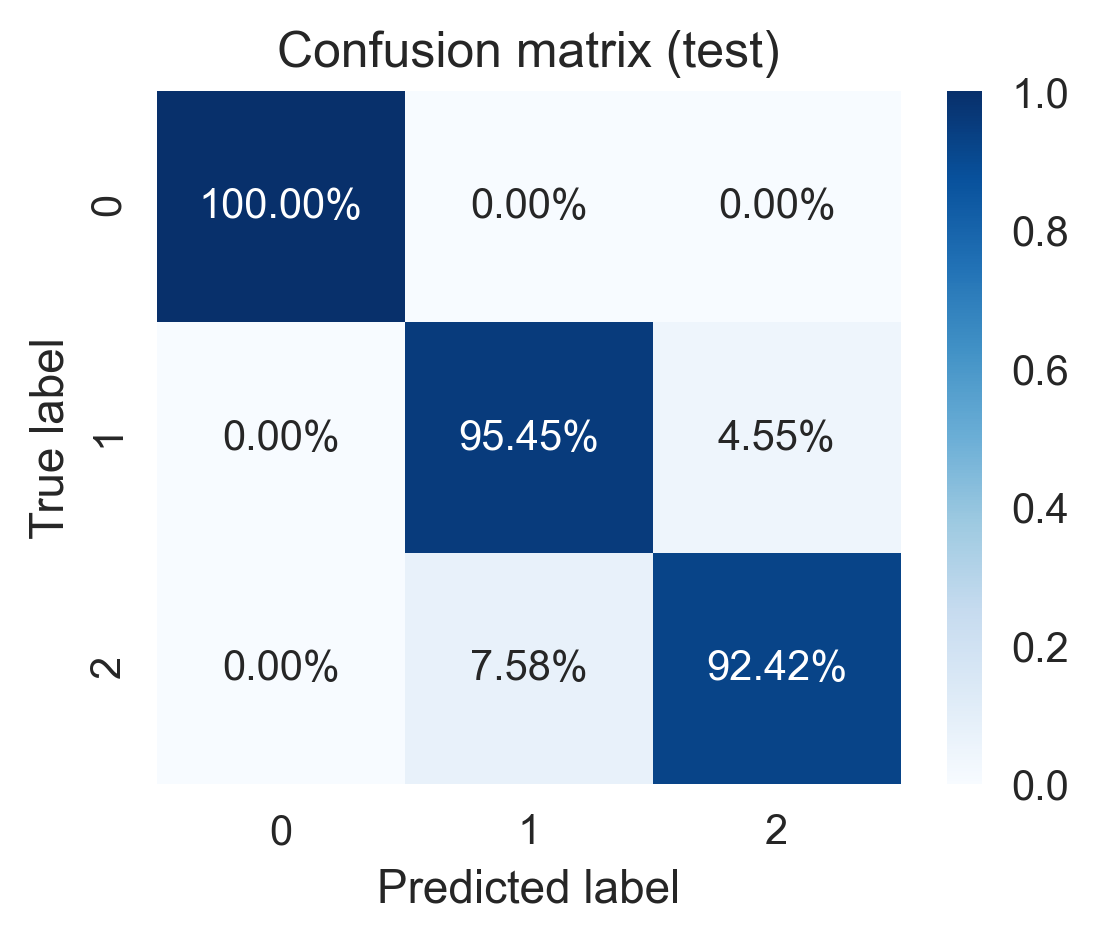 Confusion matrix (test)
True label
0
100.00% 0.00% 0.00%
1
0.00% 95.45% 4.55%
2
0.00% 7.58% 92.42%
0 1 2
Predicted label
1.0
0.8
0.6
0.4
0.2
0.0